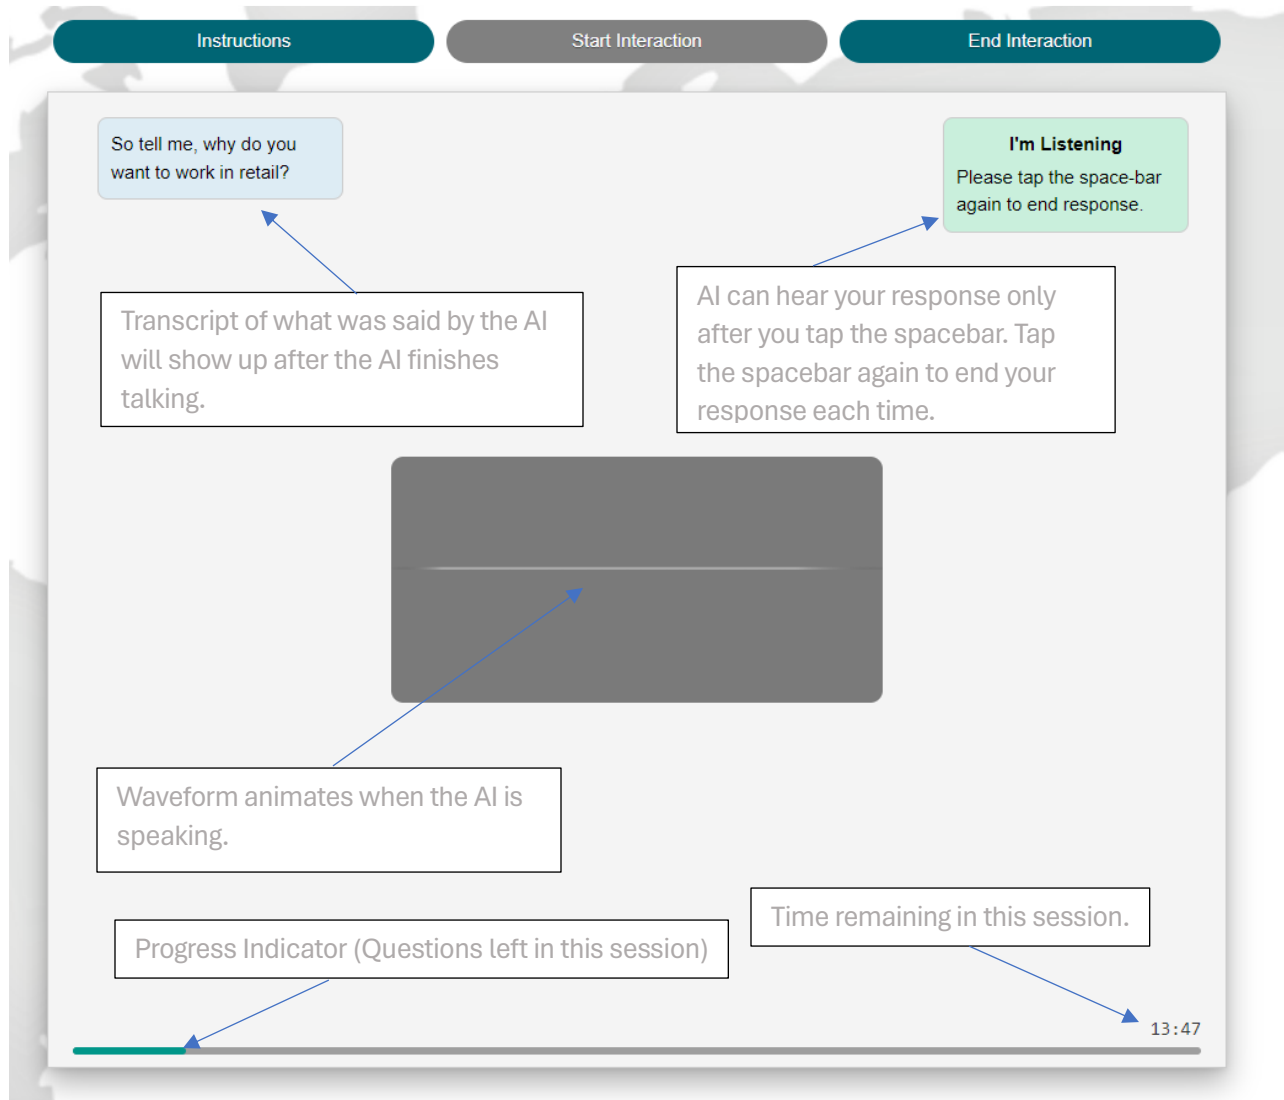 Instructions
Start Interaction
End Interaction
So tell me, why do you
want to work in retail?
I'm Listening
Please tap the space-bar
again to end response.
Transcript of what was said by the AI
will show up after the AI finishes
talking.
AI can hear your response only
after you tap the spacebar. Tap
the spacebar again to end your
response each time.
Waveform animates when the AI is
speaking.
Time remaining in this session.
Progress Indicator (Questions left in this session)
13:47